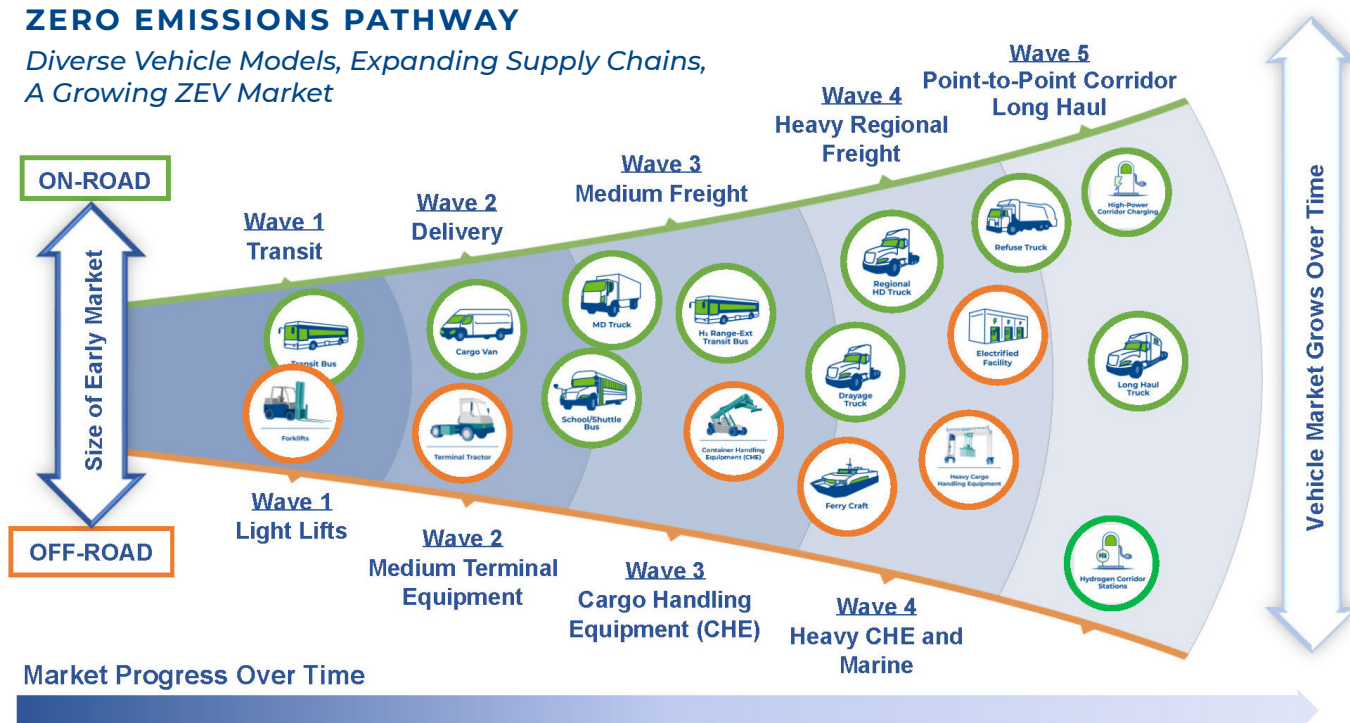 ZERO EMISSIONS PATHWAY
Diverse Vehicle Models, Expanding Supply Chains,
A Growing ZEV Market
ON-ROAD
Size of Early Market
OFF-ROAD
Wave 1
Transit
Wave 2
Delivery
Wave 3
Medium Freight
Wave 4
Heavy Regional
Freight
Wave 5
Point-to-Point Corridor
Long Haul
Transit Bus
Forklifts
Cargo Van
Terminal Tractor
MD Truck
School/Shuttle
Bus
H₂ Range-Ext
Transit Bus
Container Handling
Equipment (CHE)
Regional
HD Truck
Drayage
Truck
Ferry Craft
Refuse Truck
Electrified
Facility
Heavy Cargo
Handling Equipment
High-Power
Corridor Charging
Long Haul
Truck
H2
Hydrogen Corridor
Stations
Wave 1
Light Lifts
Wave 2
Medium Terminal
Equipment
Wave 3
Cargo Handling
Equipment (CHE)
Wave 4
Heavy CHE and
Marine
Vehicle Market Grows Over Time
Market Progress Over Time